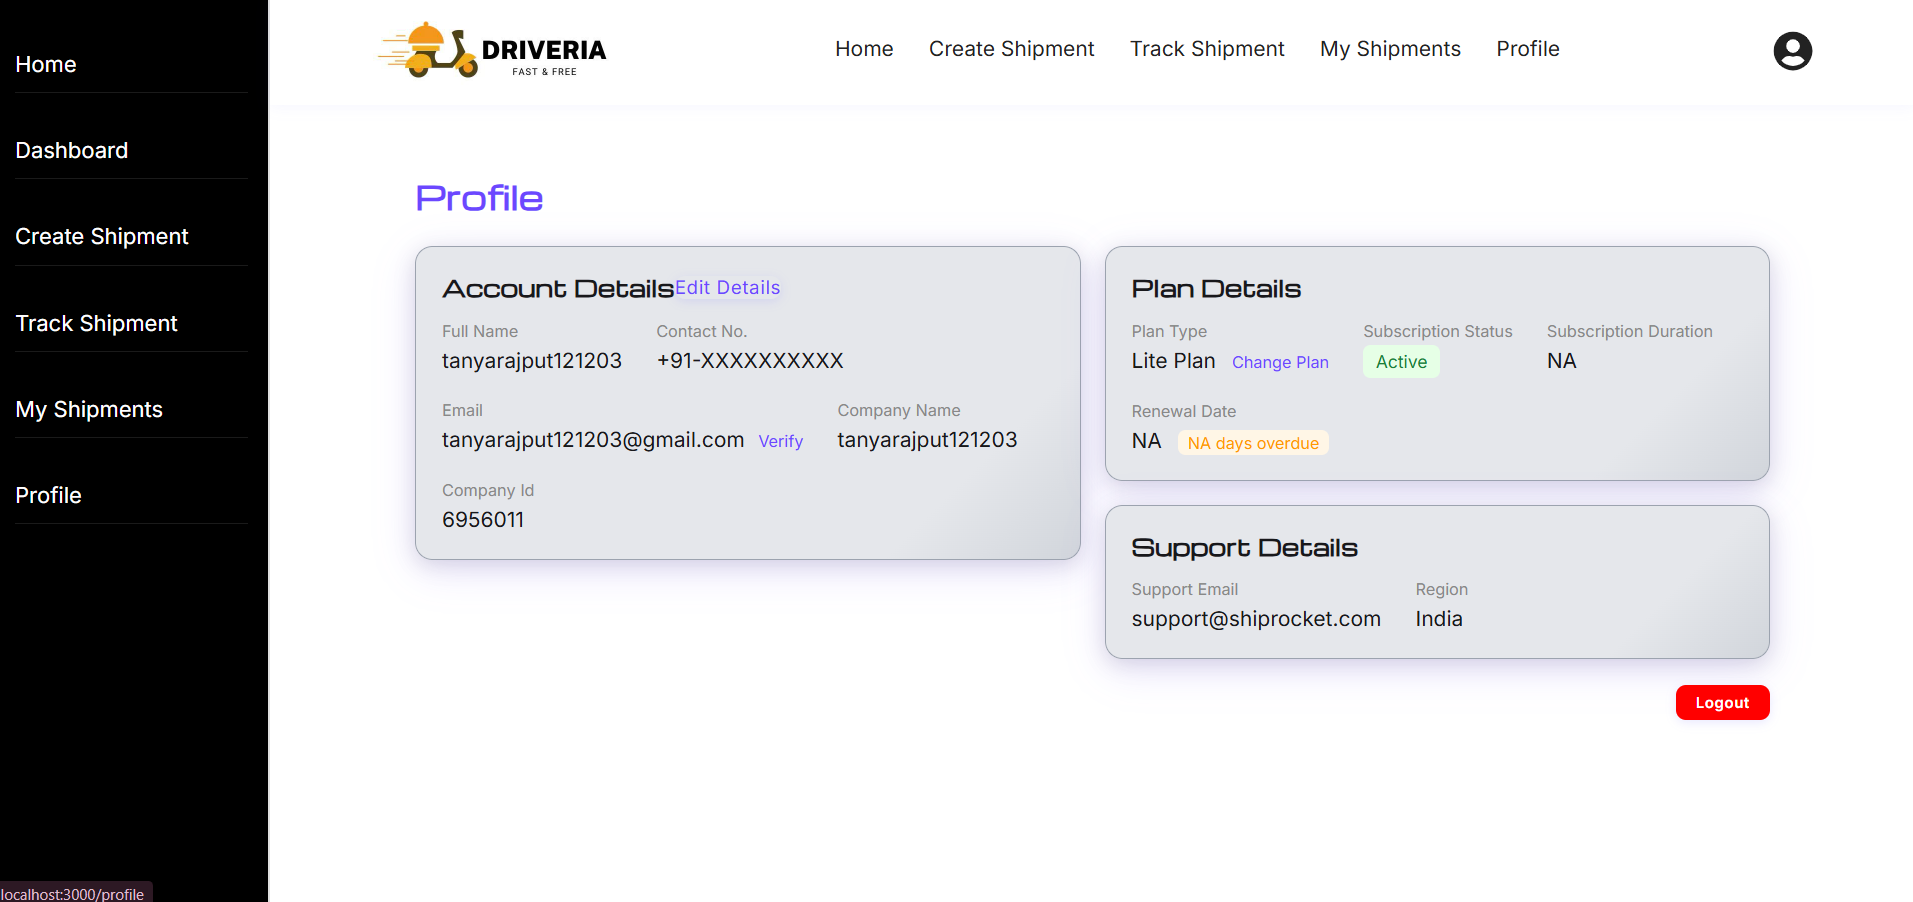 Home
Dashboard
Create Shipment
Track Shipment
My Shipments
Profile
localhost:3000/profile
DRIVERIA
FAST & FREE
Home Create Shipment Track Shipment My Shipments Profile
Profile
Account Details Edit Details
Full Name Contact No.
tanyarajput121203 +91-XXXXXXXXXX
Email Company Name
tanyarajput121203@gmail.com Verify tanyarajput121203
Company Id
6956011
Plan Details
Plan Type Subscription Status Subscription Duration
Lite Plan Change Plan Active NA
Renewal Date
NA NA days overdue
Support Details
Support Email Region
support@shiprocket.com India
Logout